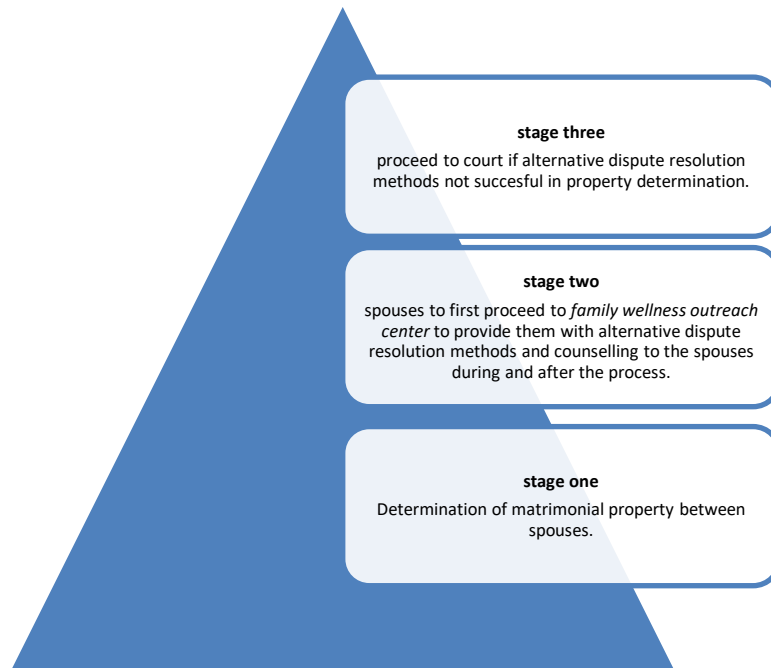 stage three
proceed to court if alternative dispute resolution
methods not succesful in property determination.
stage two
spouses to first proceed to family wellness outreach
center to provide them with alternative dispute
resolution methods and counselling to the spouses
during and after the process.
stage one
Determination of matrimonial property between
spouses.